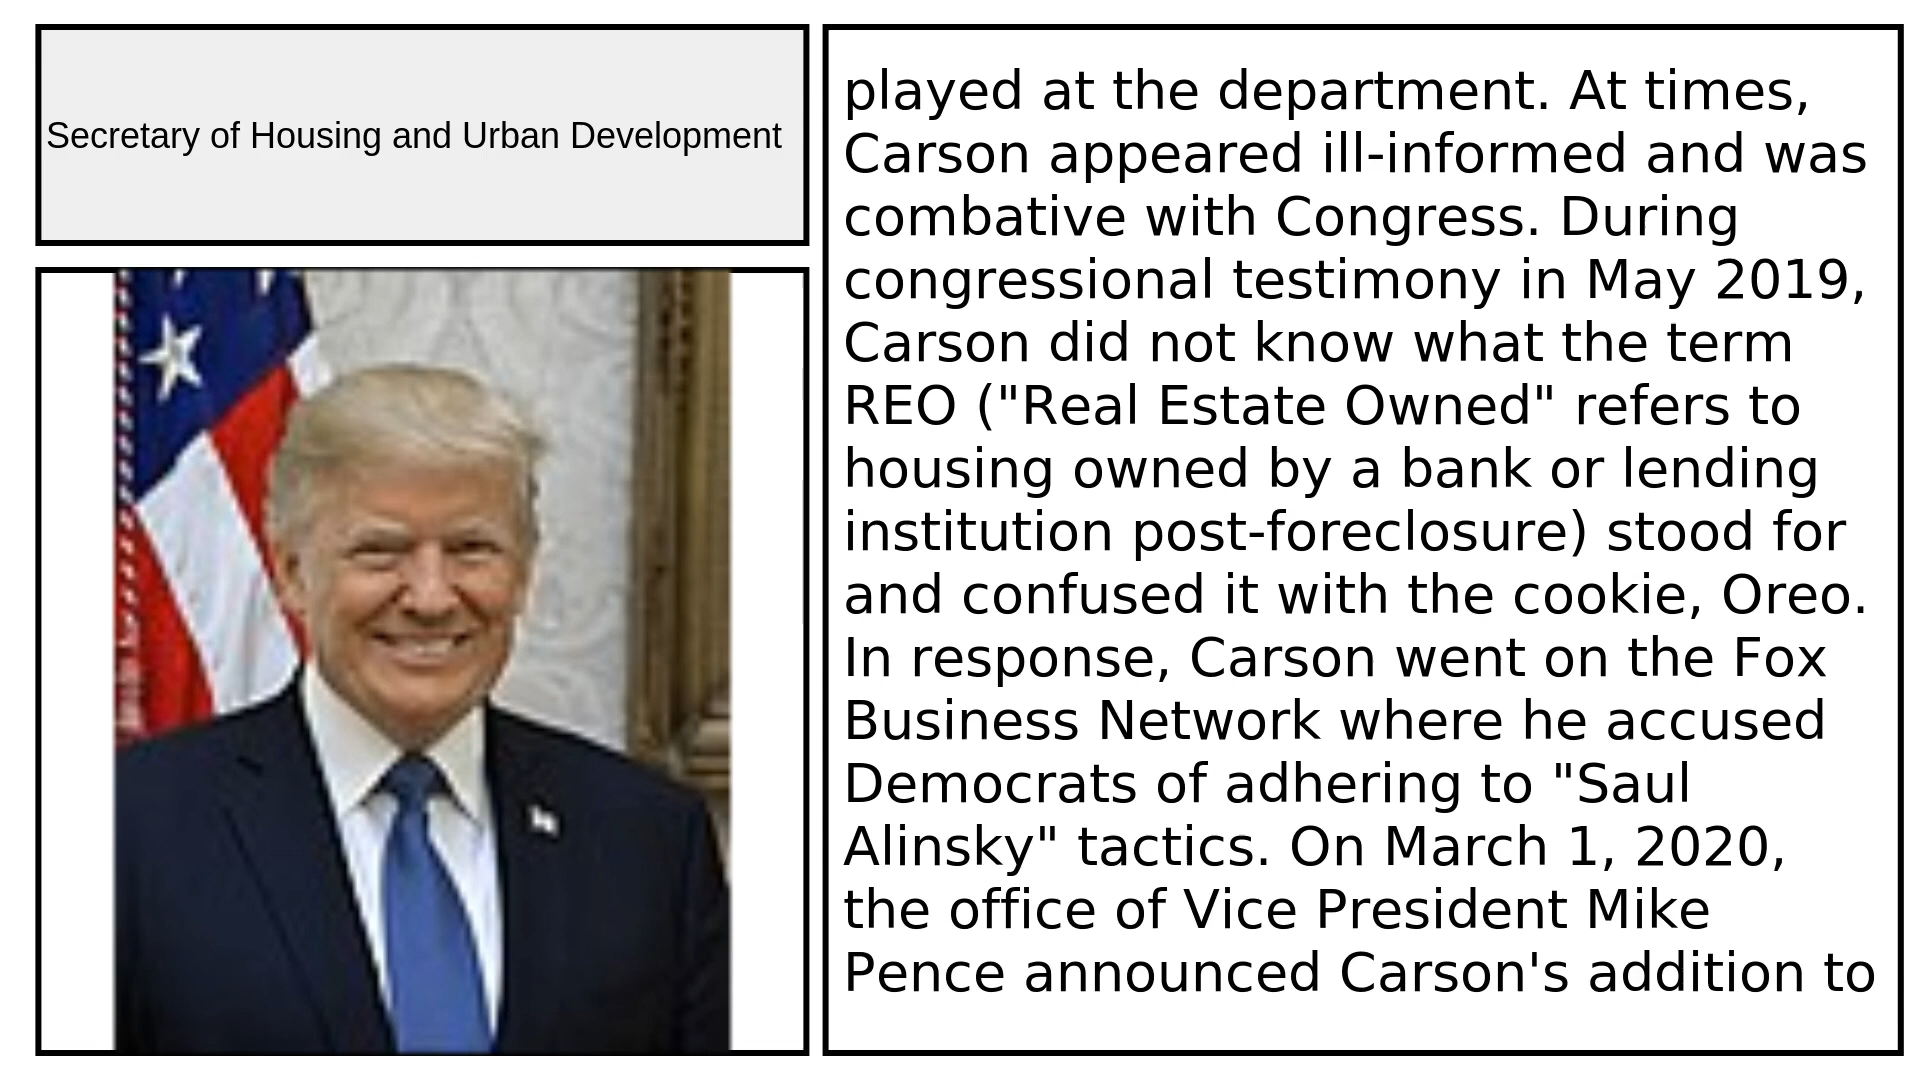 Secretary of Housing and Urban Development
played at the department. At times,
Carson appeared ill-informed and was
combative with Congress. During
congressional testimony in May 2019,
Carson did not know what the term
REO ("Real Estate Owned" refers to
housing owned by a bank or lending
institution post-foreclosure) stood for
and confused it with the cookie, Oreo.
In response, Carson went on the Fox
Business Network where he accused
Democrats of adhering to "Saul
Alinsky" tactics. On March 1, 2020,
the office of Vice President Mike
Pence announced Carson's addition to